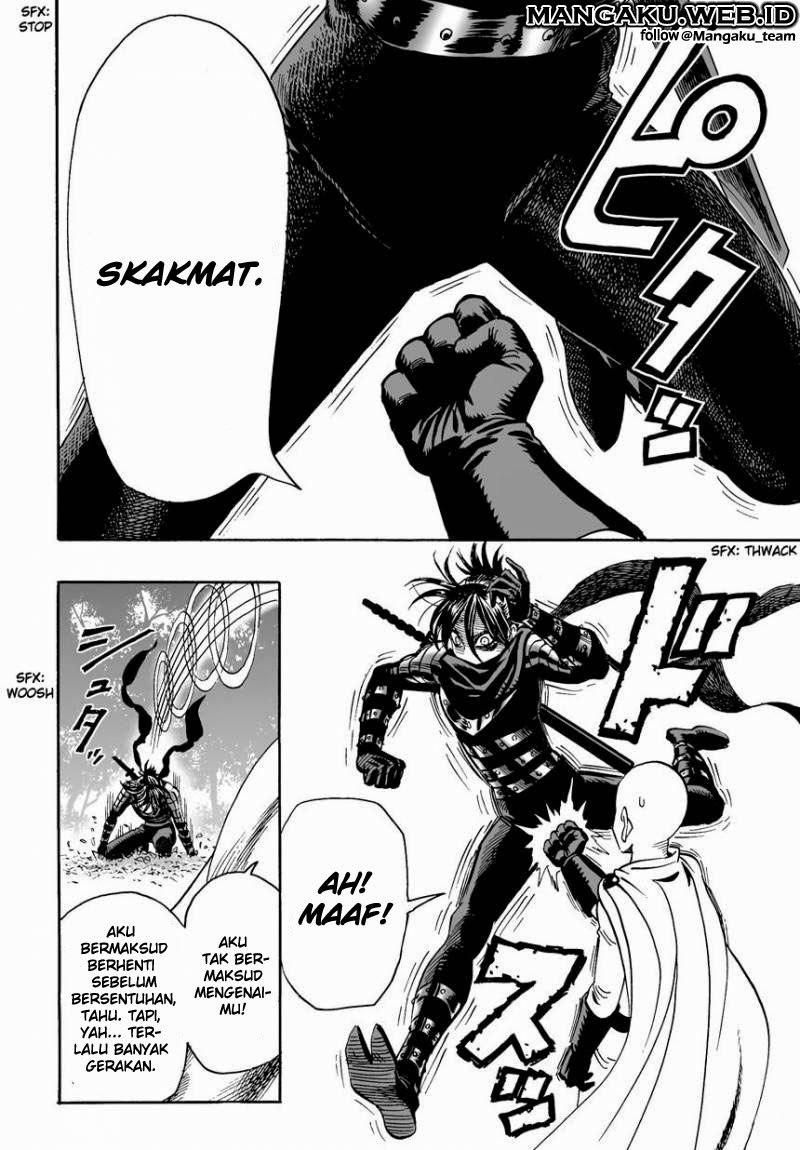 SFX:
STOP
MANGAKU.WEB.ID
follow @Mangaku_team
ピタッ
SKAKMAT.
SFX: THWACK
ドスッ
AH!
MAAF!
SFX:
WOOSH
シュタッ
AKU
TAK BER-
MAKSUD
MENGENAI-
MU!
AKU
BERMAKSUD
BERHENTI
SEBELUM
BERSENTUHAN,
TAHU. TAPI,
YAH... TER-
LALU BANYAK
GERAKAN.